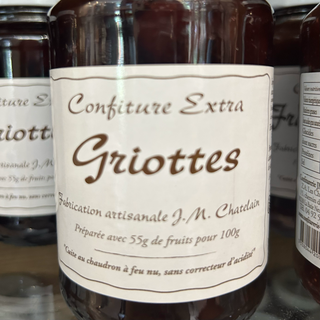 Confiture Extra
Griottes
Fabrication artisanale J.M. Chatelain
Préparée avec 55g de fruits pour 100g
"Cuite au chaudron à feu nu, sans correcteur d'acidité"